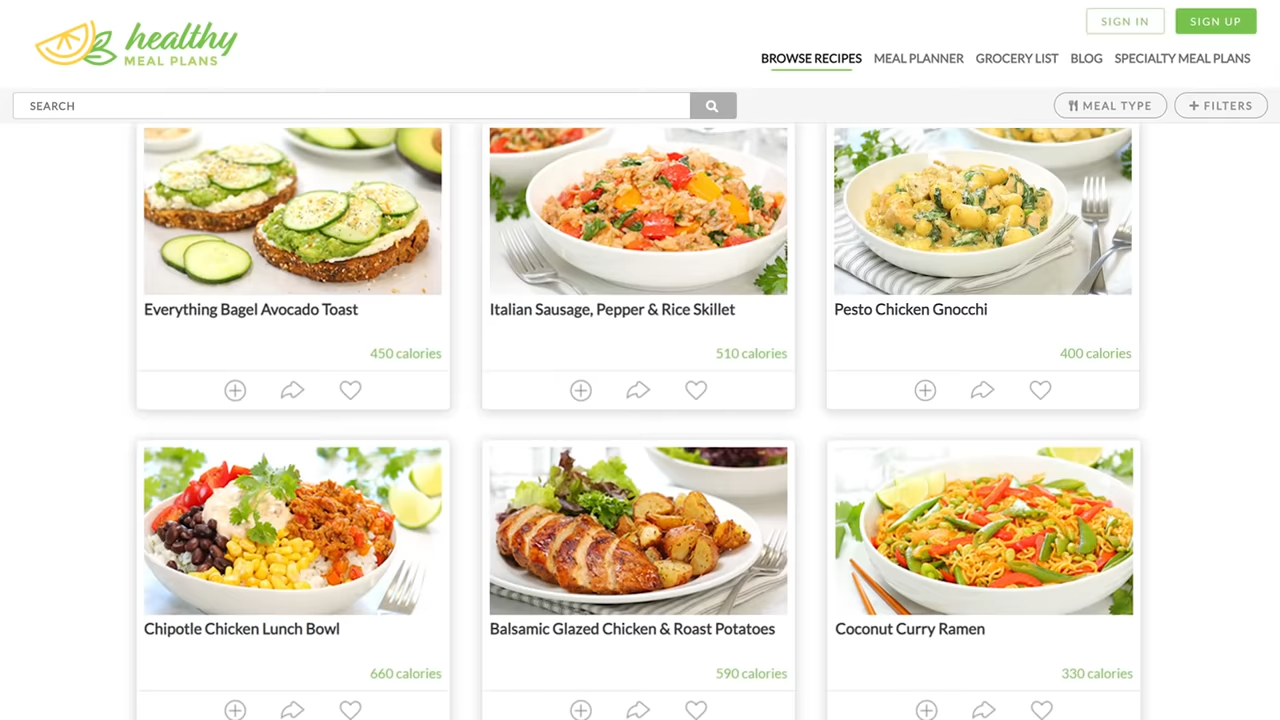 healthy
MEAL PLANS
SIGN IN
SIGN UP
BROWSE RECIPES
MEAL PLANNER
GROCERY LIST
BLOG
SPECIALTY MEAL PLANS
SEARCH
MEAL TYPE
FILTERS
Everything Bagel Avocado Toast
450 calories
Italian Sausage, Pepper & Rice Skillet
510 calories
Pesto Chicken Gnocchi
400 calories
Chipotle Chicken Lunch Bowl
660 calories
Balsamic Glazed Chicken & Roast Potatoes
590 calories
Coconut Curry Ramen
330 calories